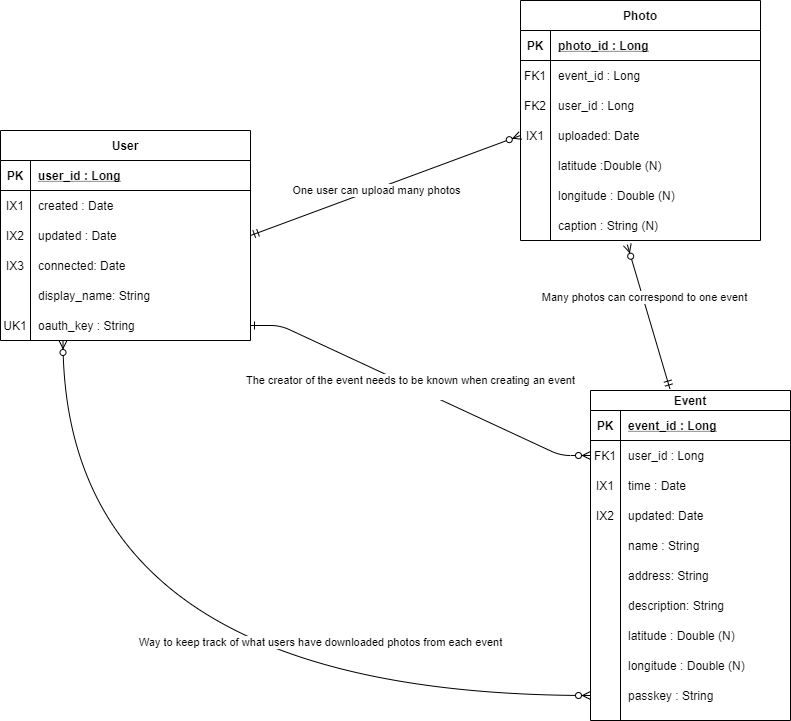 Photo
PK photo_id : Long
FK1 event_id : Long
FK2 user_id : Long
IX1 uploaded: Date
latitude :Double (N)
longitude : Double (N)
caption : String (N)
User
PK user_id : Long
IX1 created : Date
IX2 updated : Date
IX3 connected: Date
display_name: String
UK1 oauth_key : String
One user can upload many photos
Many photos can correspond to one event
The creator of the event needs to be known when creating an event
Event
PK event_id : Long
FK1 user_id : Long
IX1 time : Date
IX2 updated: Date
name : String
address: String
description: String
latitude : Double (N)
longitude : Double (N)
passkey : String
Way to keep track of what users have downloaded photos from each event